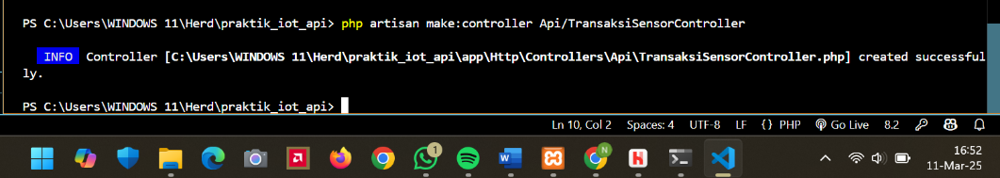 PS C:\Users\WINDOWS 11\Herd\praktik_iot_api> php artisan make:controller Api/TransaksiSensorController
INFO Controller [C:\Users\WINDOWS 11\Herd\praktik_iot_api\app\Http\Controllers\Api\TransaksiSensorController.php] created successful
ly.
PS C:\Users\WINDOWS 11\Herd\praktik_iot_api>
Ln 10, Col 2 Spaces: 4 UTF-8 LF {} PHP Go Live 8.2
1 N 16:52
11-Mar-25